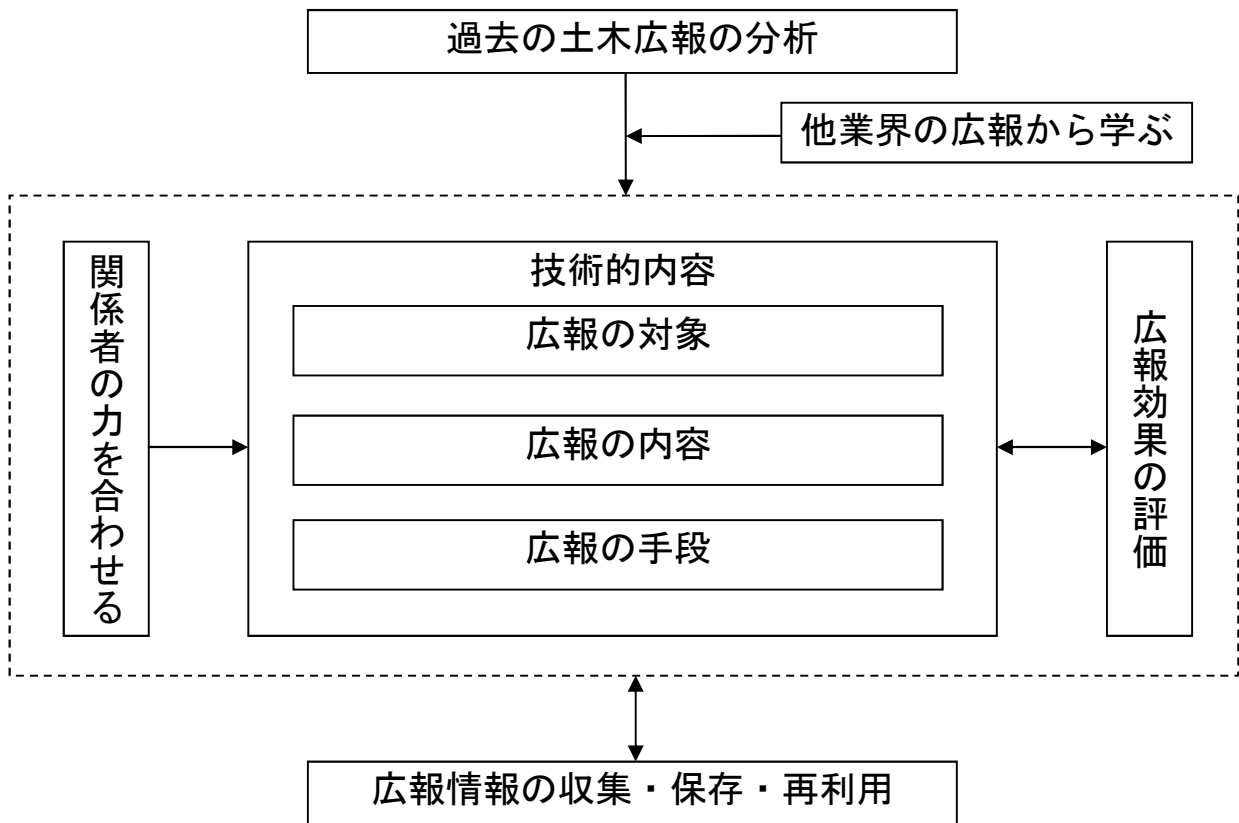 過去の土木広報の分析
他業界の広報から学ぶ
関係者の力を合わせる
技術的内容
広報の対象
広報の内容
広報の手段
広報効果の評価
広報情報の収集・保存・再利用